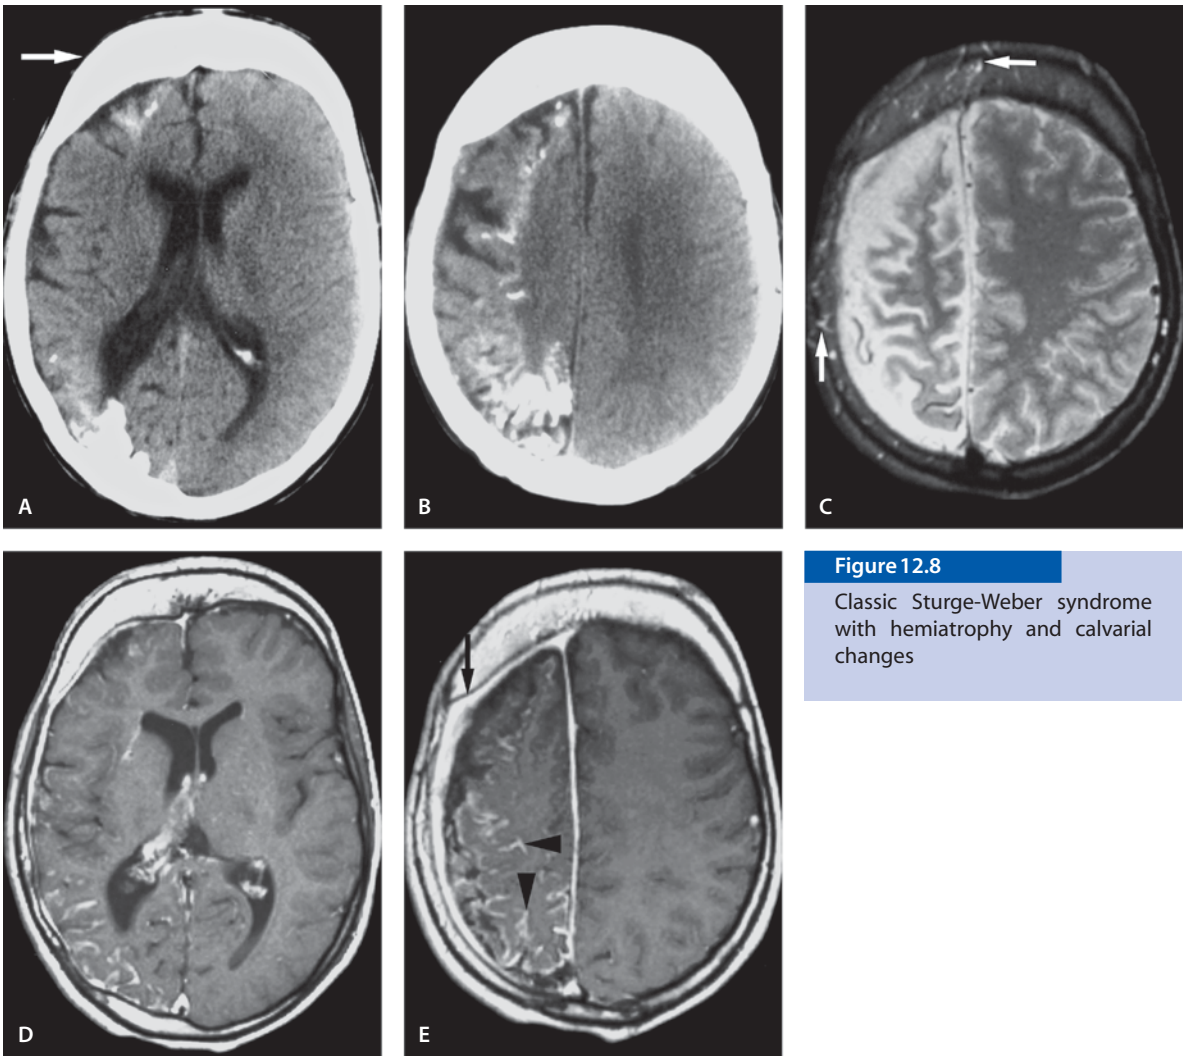 A
B
C
D
E
Figure 12.8
Classic Sturge-Weber syndrome
with hemiatrophy and calvarial
changes